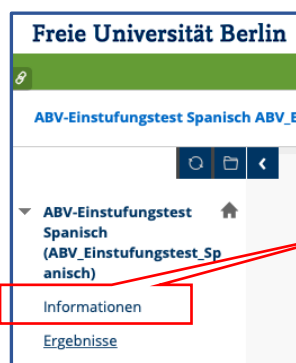 Freie Universität Berlin
ABV-Einstufungstest Spanisch ABV_E
ABV-Einstufungstest
Spanisch
(ABV_Einstufungstest_Sp
anisch)
Informationen
Ergebnisse